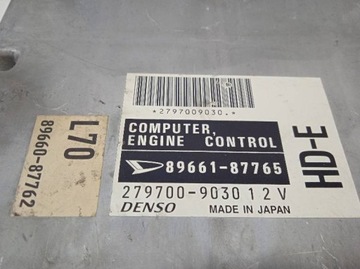 *2797009030.*
COMPUTER,
ENGINE CONTROL
89661-87765
279700-9030 12V
DENSO MADE IN JAPAN
HD-E
L70
89660-87762